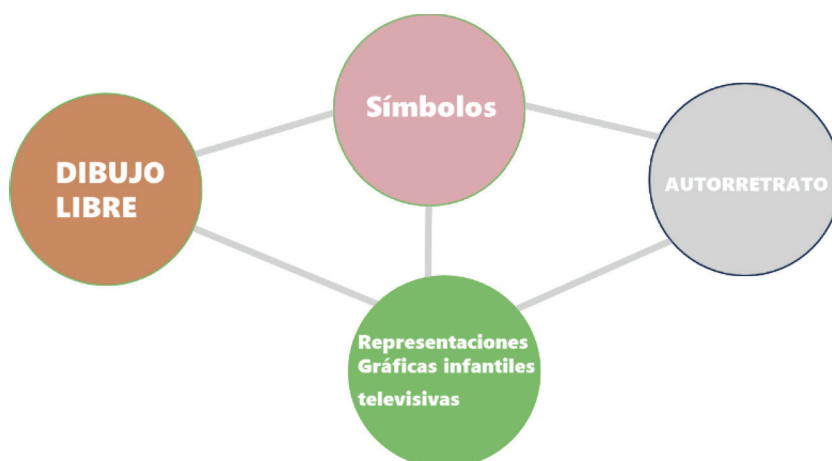 Símbolos
DIBUJO
LIBRE
AUTORRETRATO
Representaciones
Gráficas infantiles
televisivas